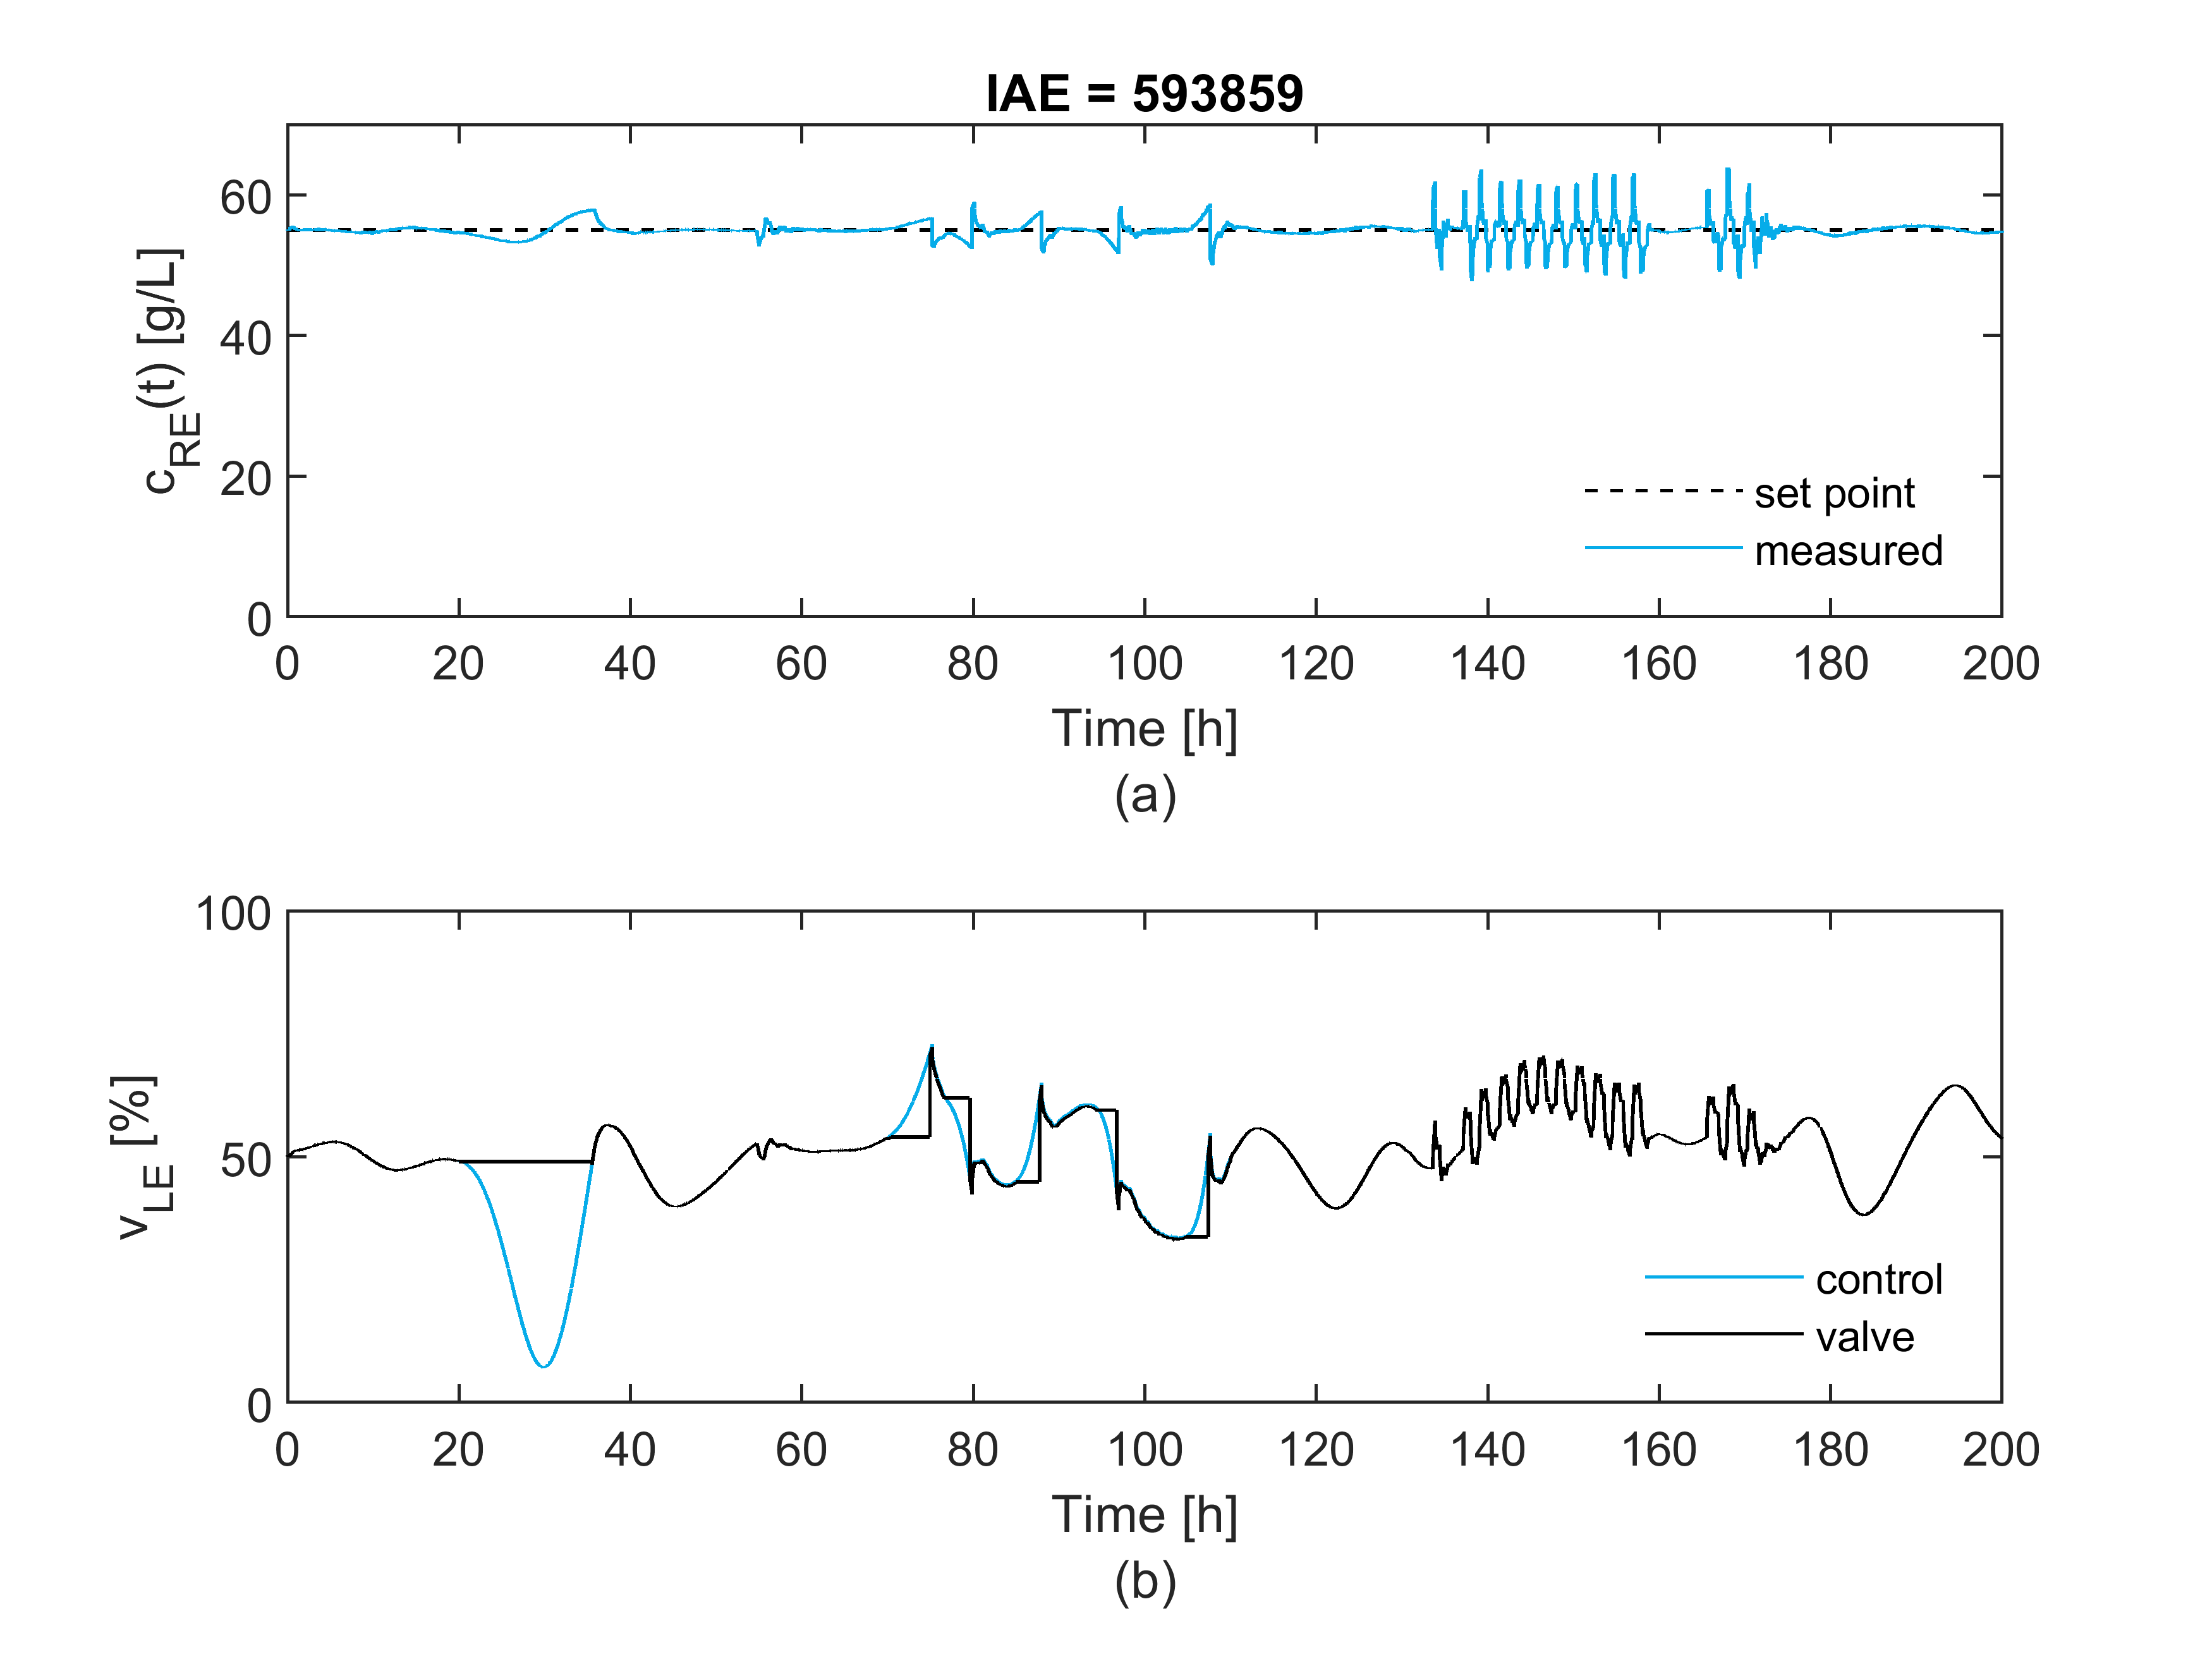 IAE = 593859
c_RE(t) [g/L]
60
40
20
0
set point
measured
0 20 40 60 80 100 120 140 160 180 200
Time [h]
(a)
v_LE [%]
100
50
0
control
valve
0 20 40 60 80 100 120 140 160 180 200
Time [h]
(b)